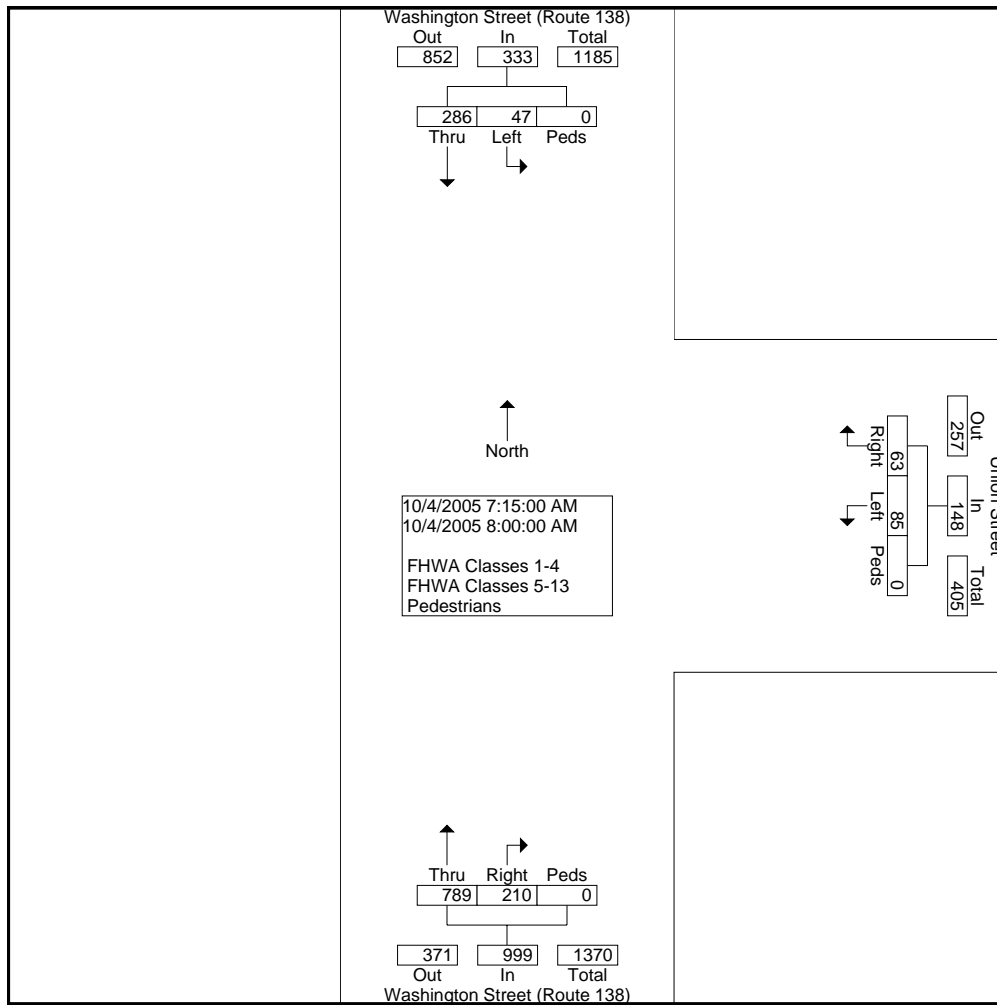 Washington Street (Route 138)
Out In Total
852 333 1185
286 47 0
Thru Left Peds
North
10/4/2005 7:15:00 AM
10/4/2005 8:00:00 AM
FHWA Classes 1-4
FHWA Classes 5-13
Pedestrians
Union Street
Out In Total
257 148 405
63 85 0
Right Left Peds
Thru Right Peds
789 210 0
371 999 1370
Out In Total
Washington Street (Route 138)